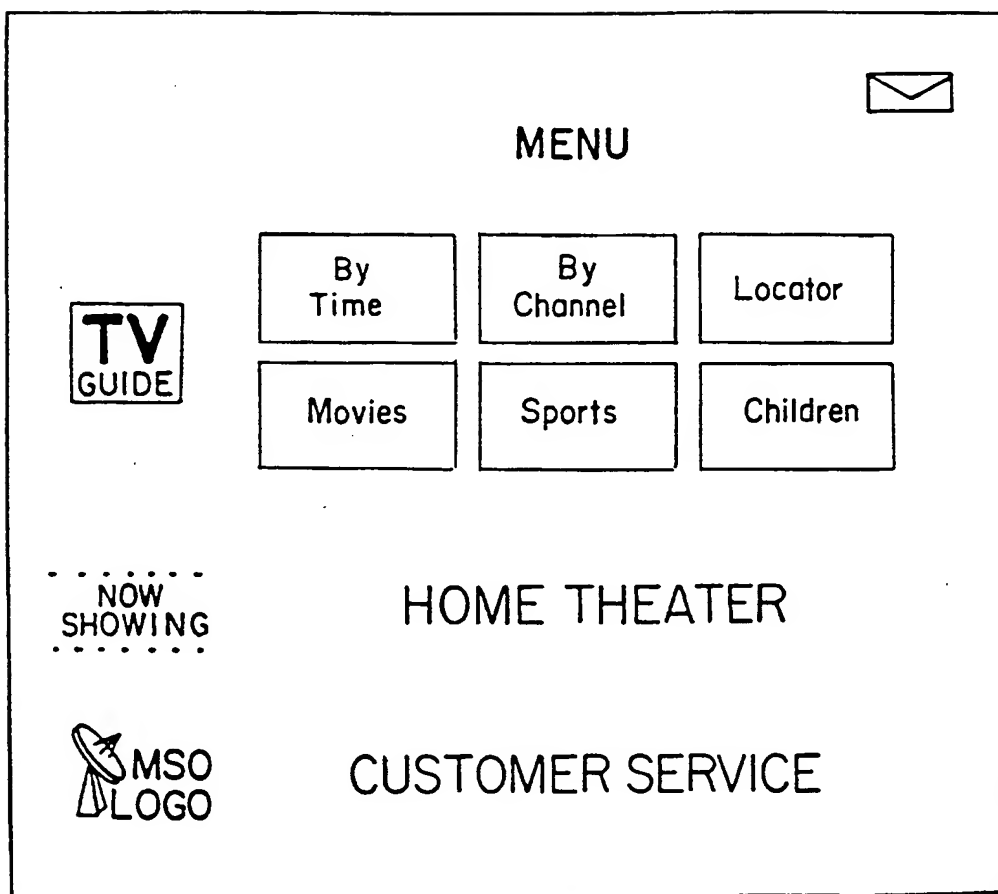 MENU
By
Time
By
Channel
Locator
TV
GUIDE
Movies
Sports
Children
NOW
SHOWING
HOME THEATER
MSO
LOGO
CUSTOMER SERVICE